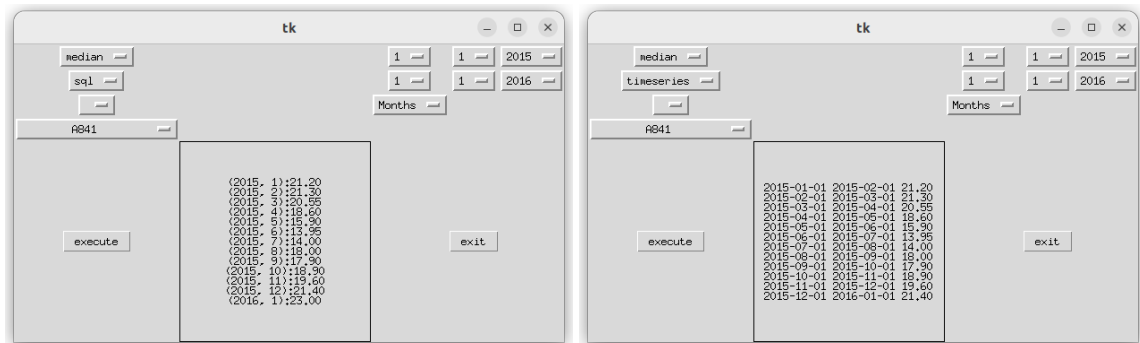 tk
median
1 1 2015
sql
1 1 2016
Months
A841
(2015, 1):21.20
(2015, 2):21.30
(2015, 3):20.55
(2015, 4):18.60
(2015, 5):15.90
(2015, 6):13.95
(2015, 7):14.00
(2015, 8):18.00
(2015, 9):17.90
(2015, 10):18.90
(2015, 11):19.60
(2015, 12):21.40
(2016, 1):23.00
execute
exit
tk
median
1 1 2015
timeseries
1 1 2016
Months
A841
2015-01-01 2015-02-01 21.20
2015-02-01 2015-03-01 21.30
2015-03-01 2015-04-01 20.55
2015-04-01 2015-05-01 18.60
2015-05-01 2015-06-01 15.90
2015-06-01 2015-07-01 13.95
2015-07-01 2015-08-01 14.00
2015-08-01 2015-09-01 18.00
2015-09-01 2015-10-01 17.90
2015-10-01 2015-11-01 18.90
2015-11-01 2015-12-01 19.60
2015-12-01 2016-01-01 21.40
execute
exit